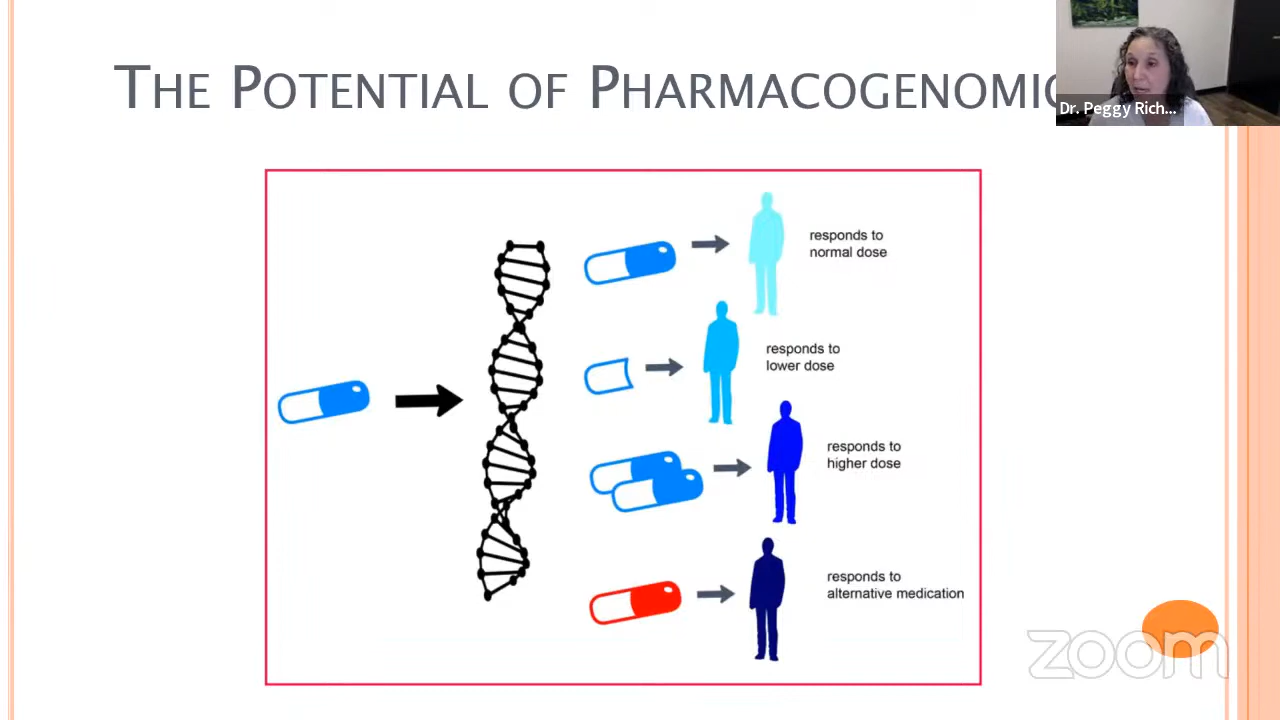 THE POTENTIAL OF PHARMACOGENOMIC
Dr. Peggy Rich...
responds to
normal dose
responds to
lower dose
responds to
higher dose
responds to
alternative medication
zoom